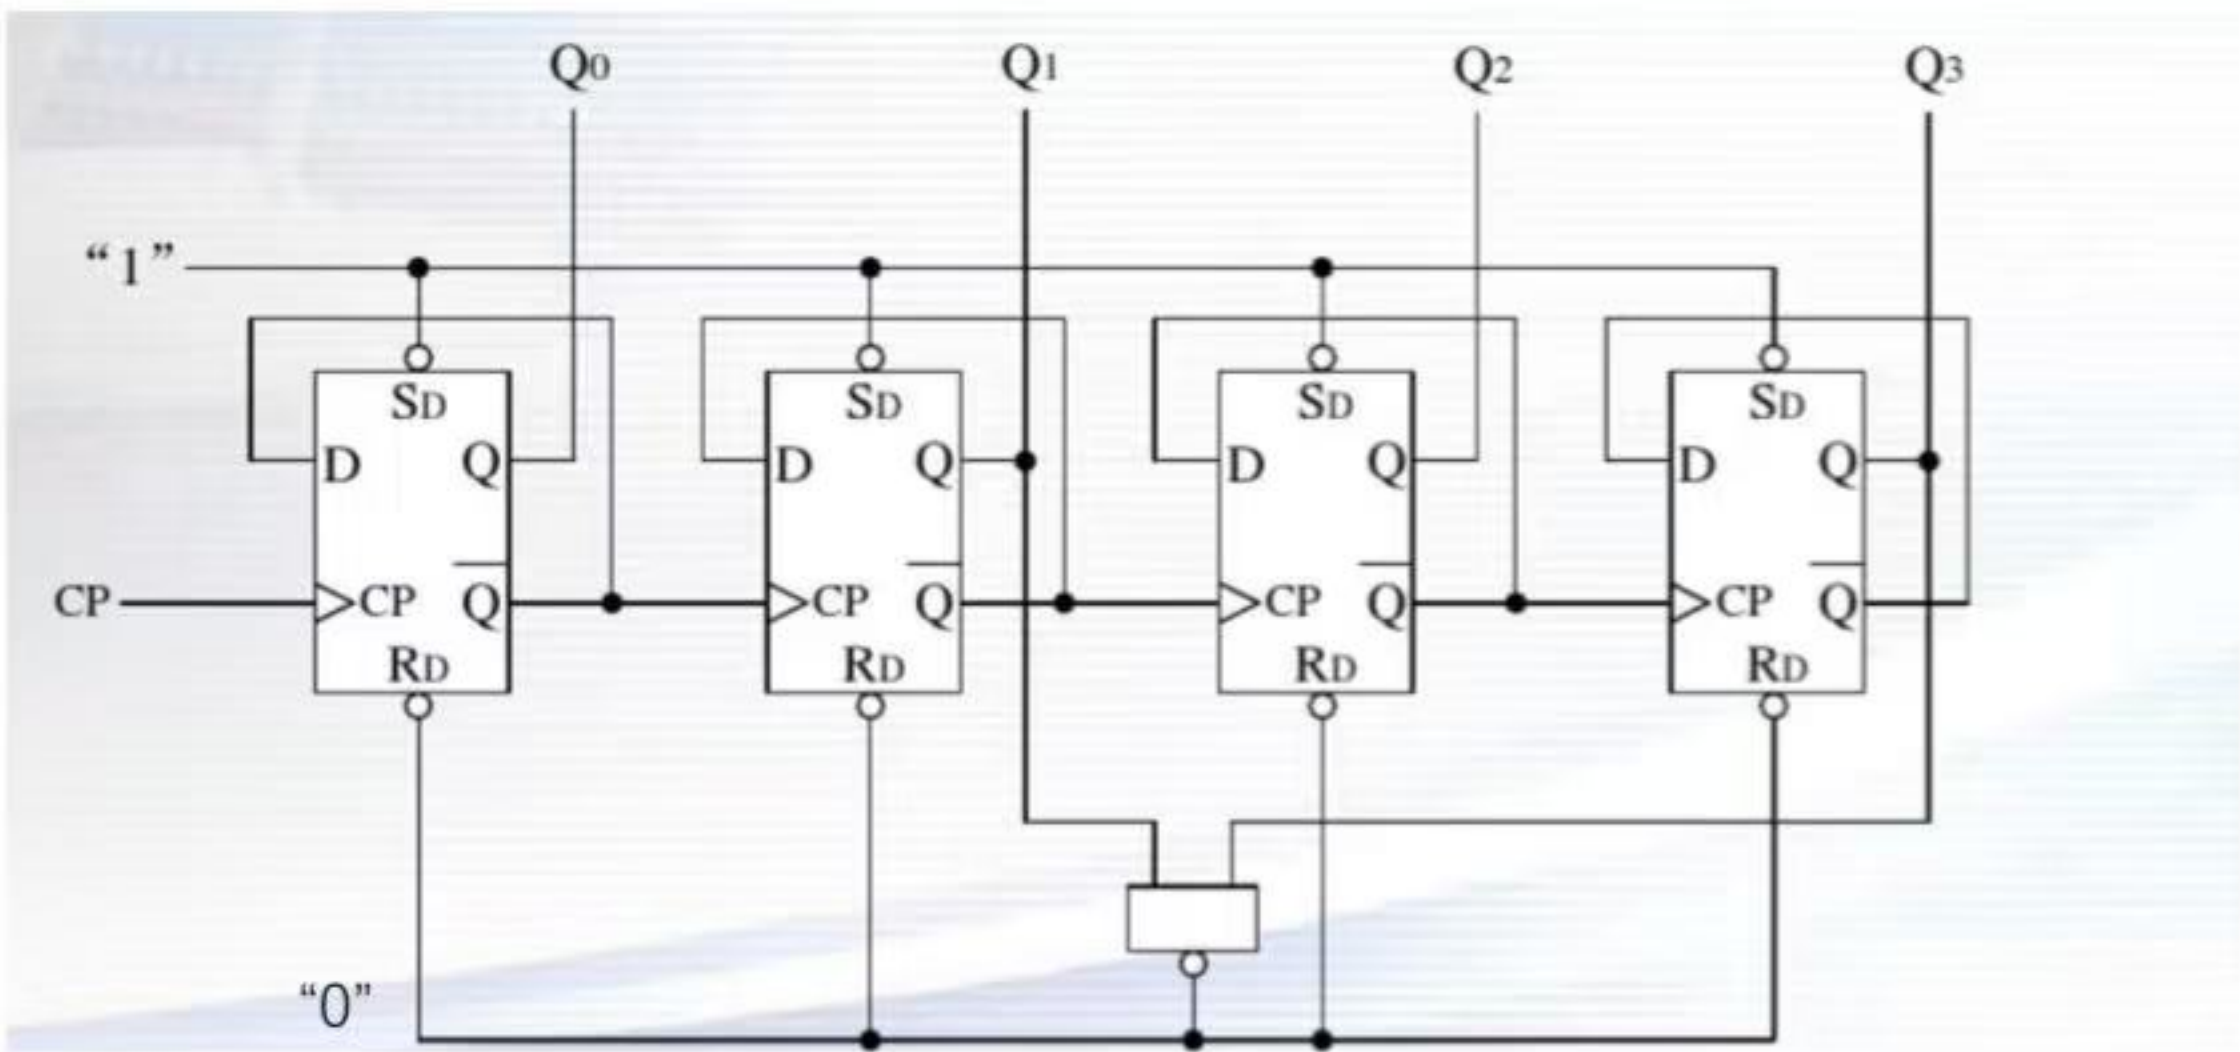 Q0 Q1 Q2 Q3
“1”
SD SD SD SD
D Q D Q D Q D Q
CP CP Q CP Q CP Q CP Q
RD RD RD RD
“0”